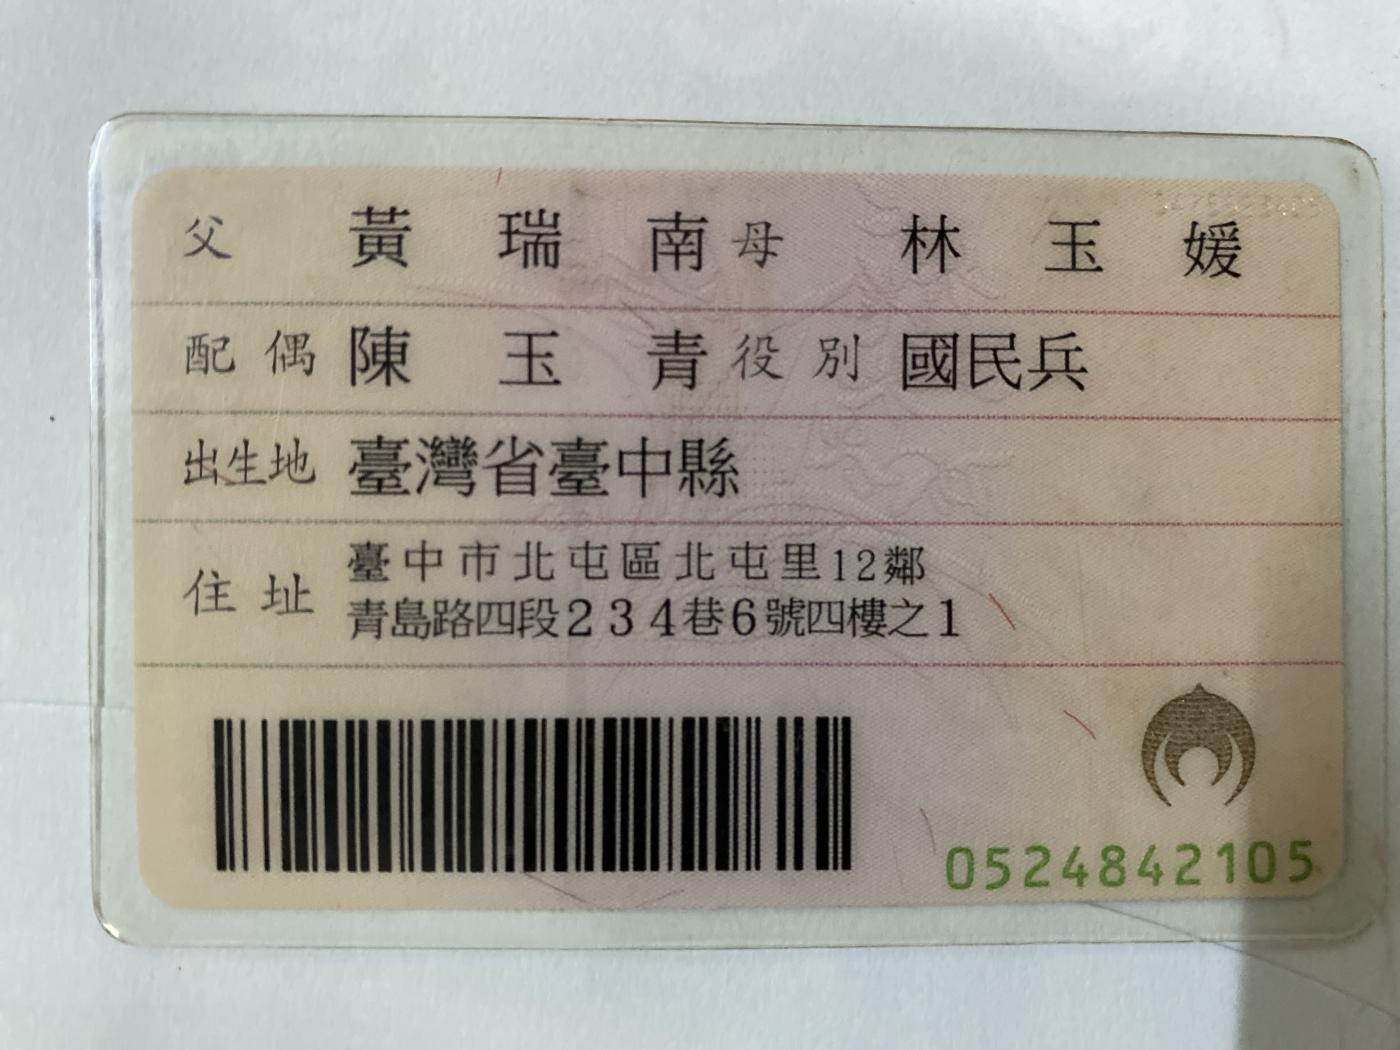 父 黃瑞南 母 林玉媛
配偶 陳玉青 役別 國民兵
出生地 臺灣省臺中縣
住址 臺中市北屯區北屯里12鄰
青島路四段234巷6號四樓之1
0524842105